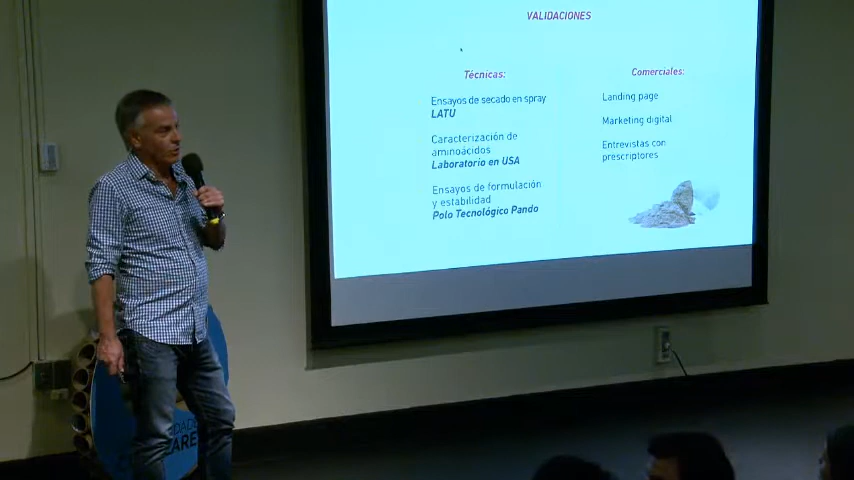 VALIDACIONES
Técnicas:
Ensayos de secado en spray
LATU
Caracterización de
aminoácidos
Laboratorio en USA
Ensayos de formulación
y estabilidad
Polo Tecnológico Pando
Comerciales:
Landing page
Marketing digital
Entrevistas con
prescriptores